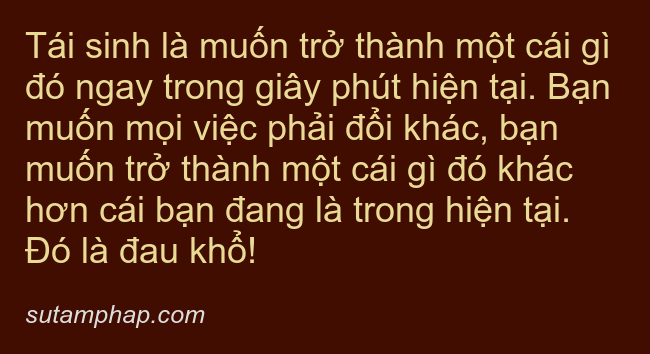 Tái sinh là muốn trở thành một cái gì
đó ngay trong giây phút hiện tại. Bạn
muốn mọi việc phải đổi khác, bạn
muốn trở thành một cái gì đó khác
hơn cái bạn đang là trong hiện tại.
Đó là đau khổ!
sutamphap.com